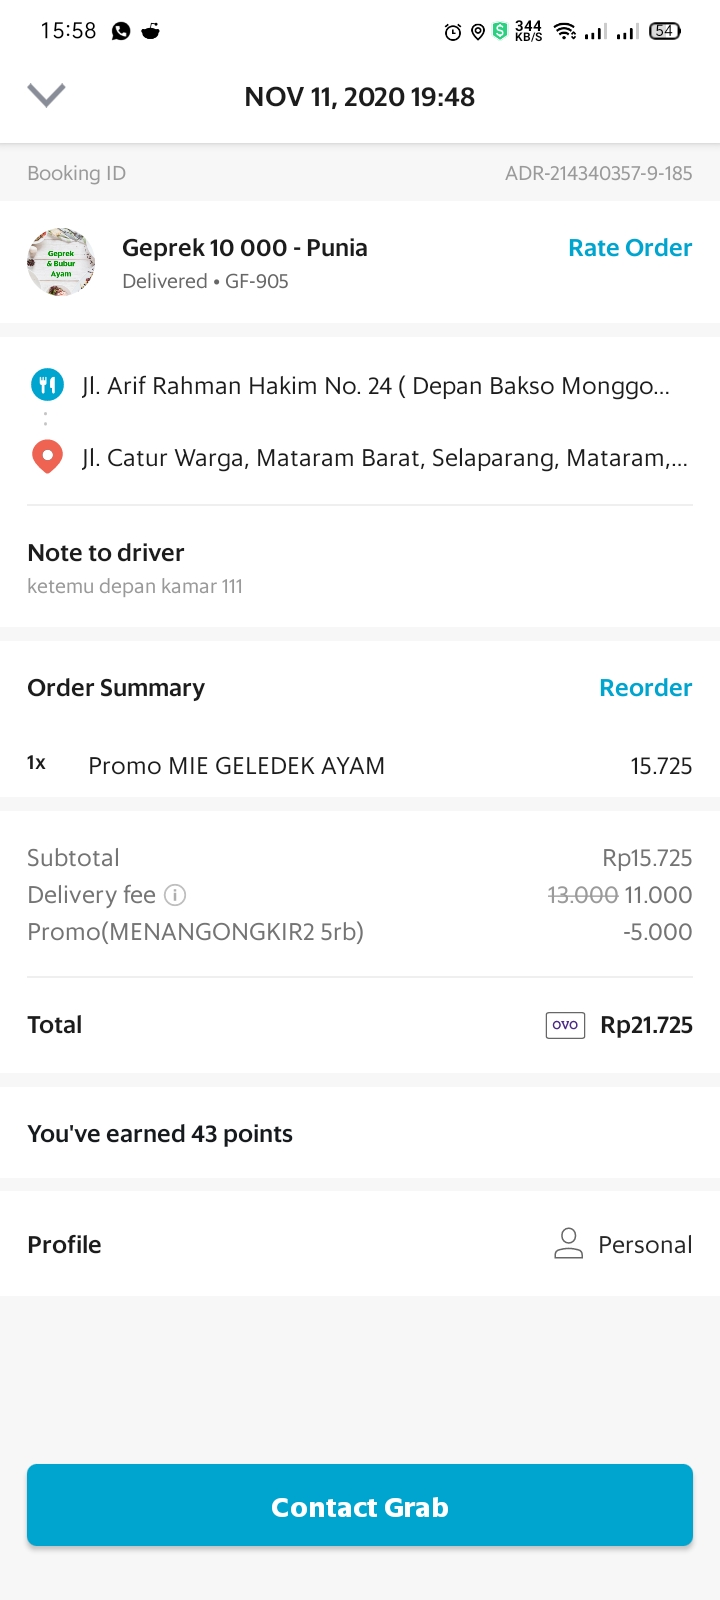 15:58
344
KB/S
54
NOV 11, 2020 19:48
Booking ID ADR-214340357-9-185
Geprek
& Bubur
Ayam
Geprek 10 000 - Punia Rate Order
Delivered • GF-905
Jl. Arif Rahman Hakim No. 24 ( Depan Bakso Monggo...
Jl. Catur Warga, Mataram Barat, Selaparang, Mataram,...
Note to driver
ketemu depan kamar 111
Order Summary Reorder
1x Promo MIE GELEDEK AYAM 15.725
Subtotal Rp15.725
Delivery fee 13.000 11.000
Promo(MENANGONGKIR2 5rb) -5.000
Total OVO Rp21.725
You've earned 43 points
Profile Personal
Contact Grab